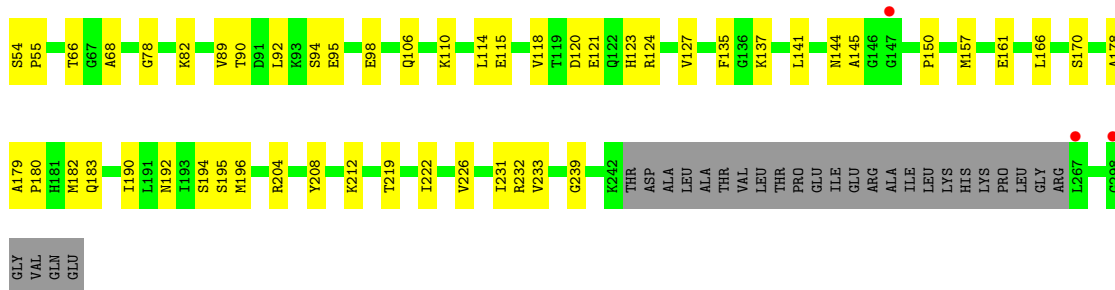 S54 P55 T66 G67 A68 G78 K82 V89 T90 D91 L92 K93 S94 E95 E98 Q106 K110 L114 E115 V118 T119 D120 E121 Q122 H123 R124 V127 F135 G136 K137 L141 N144 A145 G146 G147 P150 M157 E161 L166 S170 A178
A179 P180 H181 M182 Q183 I190 L191 N192 I193 S194 S195 M196 R204 Y208 K212 T219 I222 V226 I231 R232 V233 G239 K242 THR ASP ALA LEU ALA THR VAL LEU THR PRO GLU ILE GLU ARG ALA ILE LEU LYS HIS LYS PRO LEU GLY ARG L267 G298
GLY VAL GLN GLU